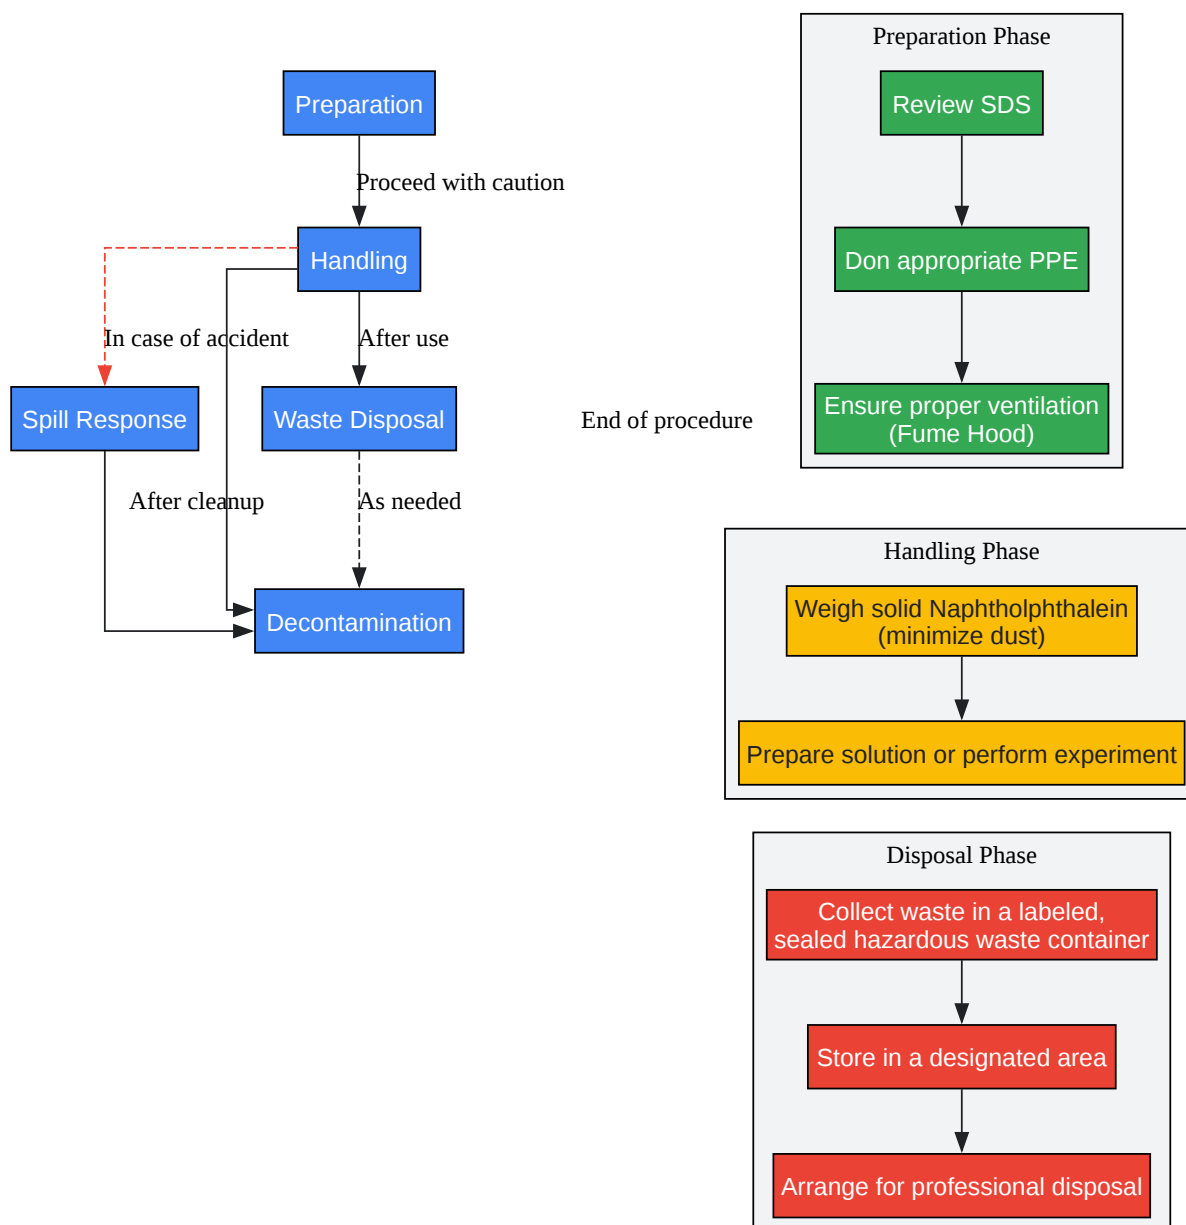 Preparation
Proceed with caution
Handling
In case of accident
After use
Spill Response
Waste Disposal
End of procedure
After cleanup
As needed
Decontamination
Preparation Phase
Review SDS
Don appropriate PPE
Ensure proper ventilation
(Fume Hood)
Handling Phase
Weigh solid Naphtholphthalein
(minimize dust)
Prepare solution or perform experiment
Disposal Phase
Collect waste in a labeled,
sealed hazardous waste container
Store in a designated area
Arrange for professional disposal